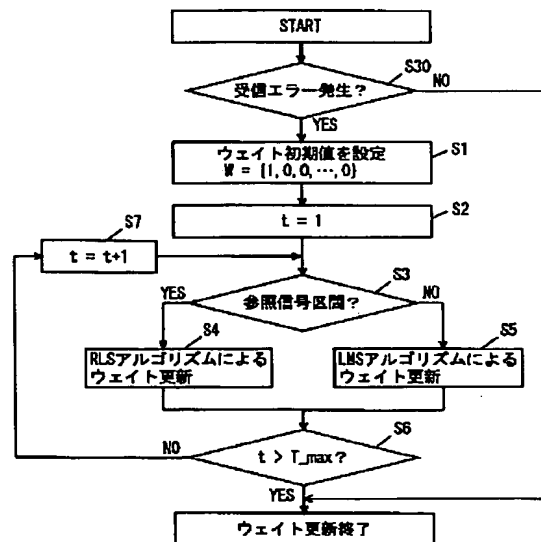 START
S30
受信エラー発生?
NO
YES
ウェイト初期値を設定
W = {1,0,0,…,0}
S1
S7
t = 1
S2
t = t+1
S3
YES
参照信号区間?
NO
S4
S5
RLSアルゴリズムによる
ウェイト更新
LMSアルゴリズムによる
ウェイト更新
S6
NO
t > T_max?
YES
ウェイト更新終了